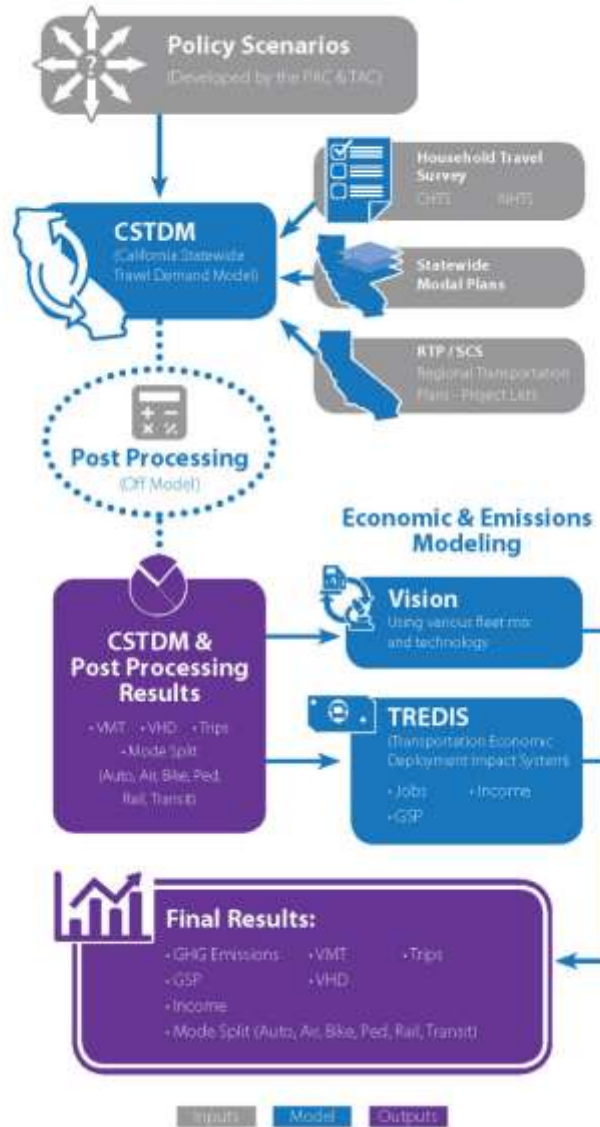 ?
Policy Scenarios
(Developed by the PAC & TAC)
Household Travel
Survey
CHTS NHTS
CSTDM
(California Statewide
Travel Demand Model)
Statewide
Modal Plans
RTP / SCS
Regional Transportation
Plans - Project Lists
Post Processing
(Off Model)
Economic & Emissions
Modeling
Vision
Using various fleet mix
and technology
CSTDM &
Post Processing
Results
• VMT • VHD • Trips
• Mode Split
(Auto, Air, Bike, Ped,
Rail, Transit)
TREDIS
(Transportation Economic
Deployment Impact System)
• Jobs • Income
• GSP
Final Results:
• GHG Emissions • VMT • Trips
• GSP • VHD
• Income
• Mode Split (Auto, Air, Bike, Ped, Rail, Transit)
Inputs Model Outputs